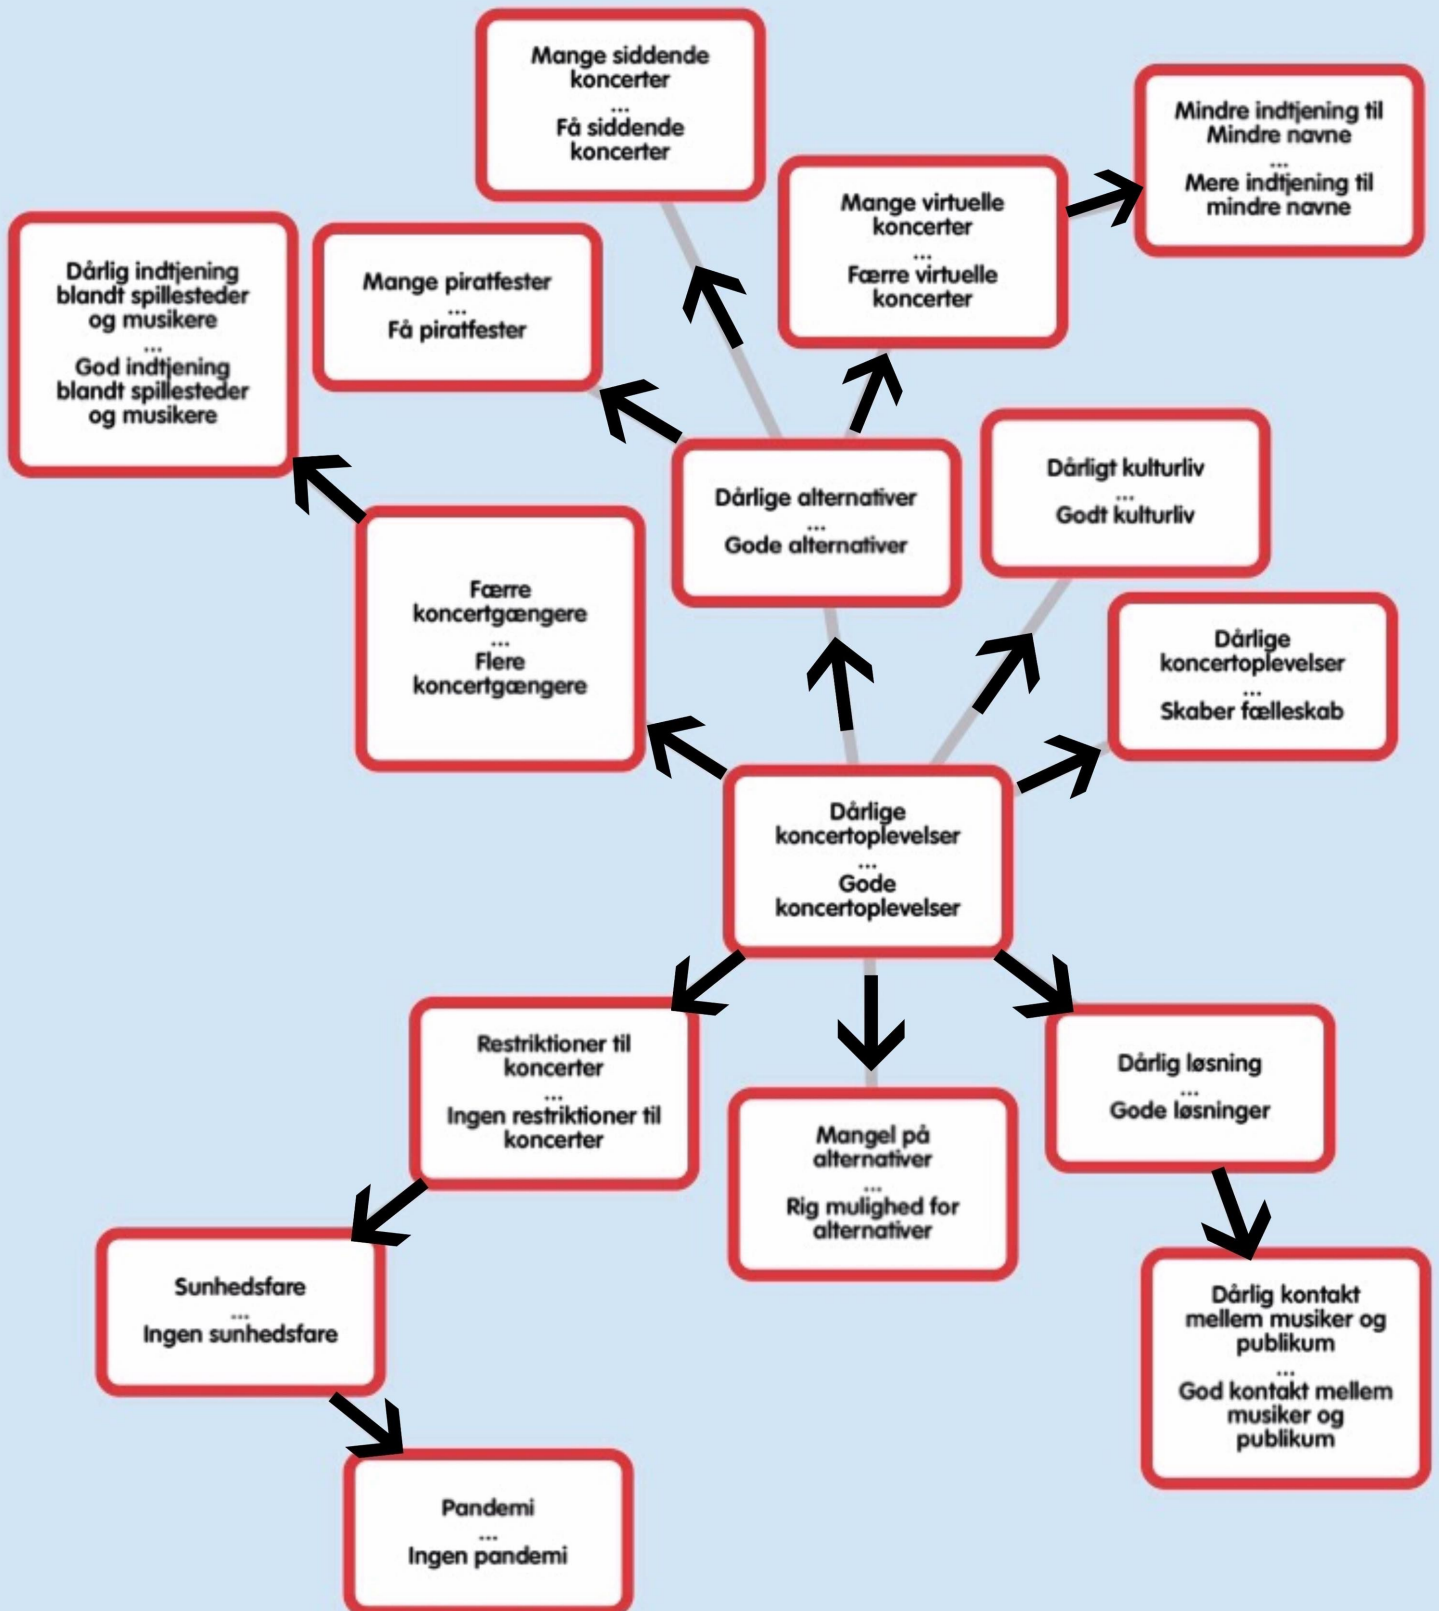 Mange siddende
koncerter
...
Få siddende
koncerter
Mindre indtjening til
Mindre navne
...
Mere indtjening til
mindre navne
Mange virtuelle
koncerter
...
Færre virtuelle
koncerter
Dårlig indtjening
blandt spillesteder
og musikere
...
God indtjening
blandt spillesteder
og musikere
Mange piratfester
...
Få piratfester
Dårlige alternativer
...
Gode alternativer
Dårligt kulturliv
...
Godt kulturliv
Færre
koncertgængere
...
Flere
koncertgængere
Dårlige
koncertoplevelser
...
Skaber fælleskab
Dårlige
koncertoplevelser
...
Gode
koncertoplevelser
Restriktioner til
koncerter
...
Ingen restriktioner til
koncerter
Mangel på
alternativer
...
Rig mulighed for
alternativer
Dårlig løsning
...
Gode løsninger
Sunhedsfare
...
Ingen sunhedsfare
Dårlig kontakt
mellem musiker og
publikum
...
God kontakt mellem
musiker og
publikum
Pandemi
...
Ingen pandemi